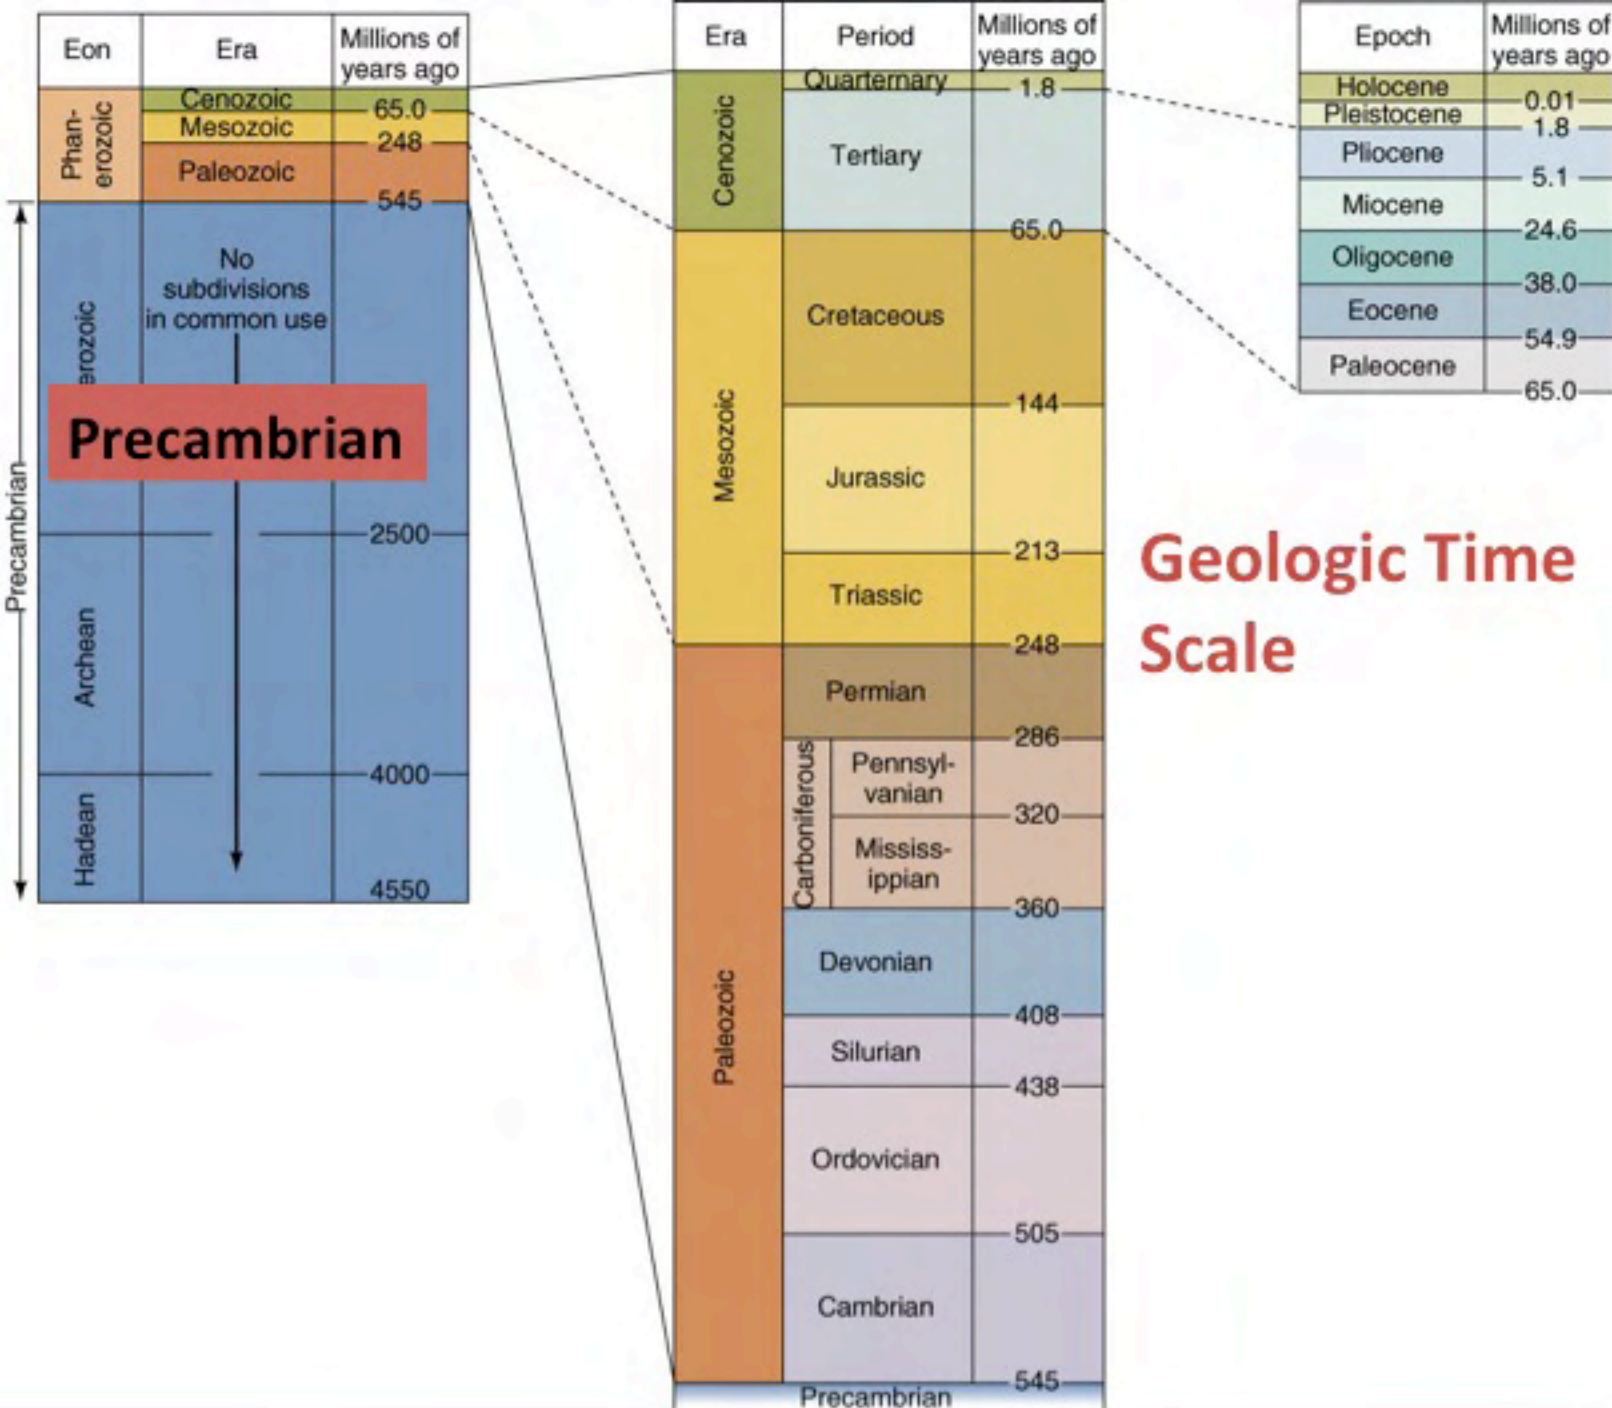 Eon
Era
Millions of
years ago
Phan-
erozoic
Cenozoic
65.0
Mesozoic
248
Paleozoic
545
No
subdivisions
in common use
erozoic
Precambrian
Precambrian
2500
Archean
4000
Hadean
4550
Era
Period
Millions of
years ago
Cenozoic
Quarternary
1.8
Tertiary
65.0
Mesozoic
Cretaceous
144
Jurassic
213
Triassic
248
Paleozoic
Permian
286
Carboniferous
Pennsyl-
vanian
320
Mississ-
ippian
360
Devonian
408
Silurian
438
Ordovician
505
Cambrian
545
Precambrian
Epoch
Millions of
years ago
Holocene
0.01
Pleistocene
1.8
Pliocene
5.1
Miocene
24.6
Oligocene
38.0
Eocene
54.9
Paleocene
65.0
Geologic Time
Scale